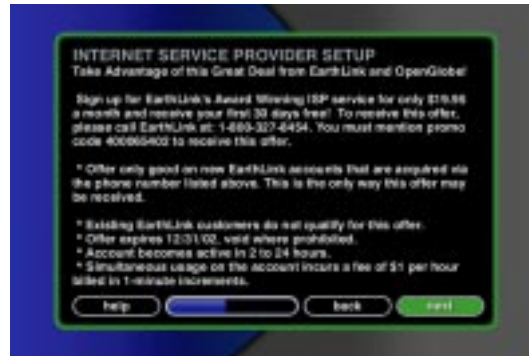 INTERNET SERVICE PROVIDER SETUP
Take Advantage of this Great Deal from EarthLink and OpenGlobe!
Sign up for EarthLink's Award Winning ISP service for only $19.95
a month and receive your first 30 days free! To receive this offer,
please call EarthLink at: 1-800-327-8454. You must mention promo
code to receive this offer.
* Offer only good on new EarthLink accounts that are acquired via
the phone number listed above. This is the only way this offer may
be received.
* Existing EarthLink customers do not qualify for this offer.
* Offer expires 12/31/02, void where prohibited.
* Account becomes active in 2 to 24 hours.
* Simultaneous usage on the account incurs a fee of $1 per hour
billed in 1-minute increments.
help back next